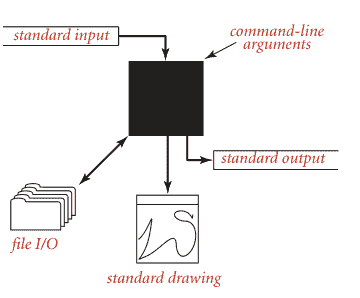 standard input
command-line
arguments
standard output
file I/O
standard drawing